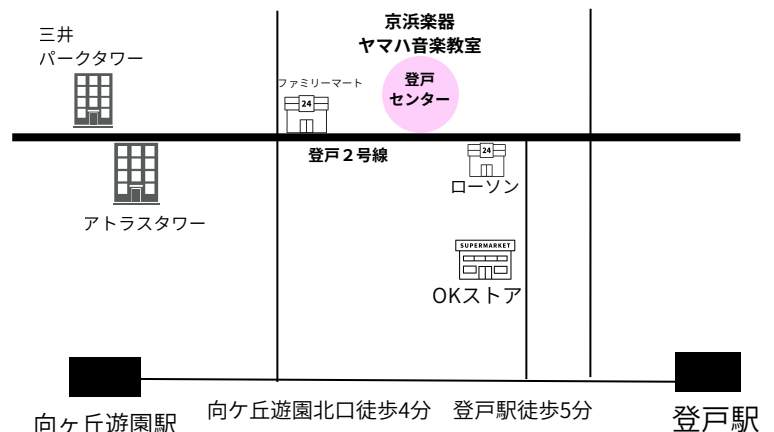 京浜楽器
ヤマハ音楽教室
三井
パークタワー
ファミリーマート
24
登戸
センター
登戸2号線
24
ローソン
アトラスタワー
SUPERMARKET
OKストア
向ヶ丘遊園駅
向ケ丘遊園北口徒歩4分
登戸駅徒歩5分
登戸駅